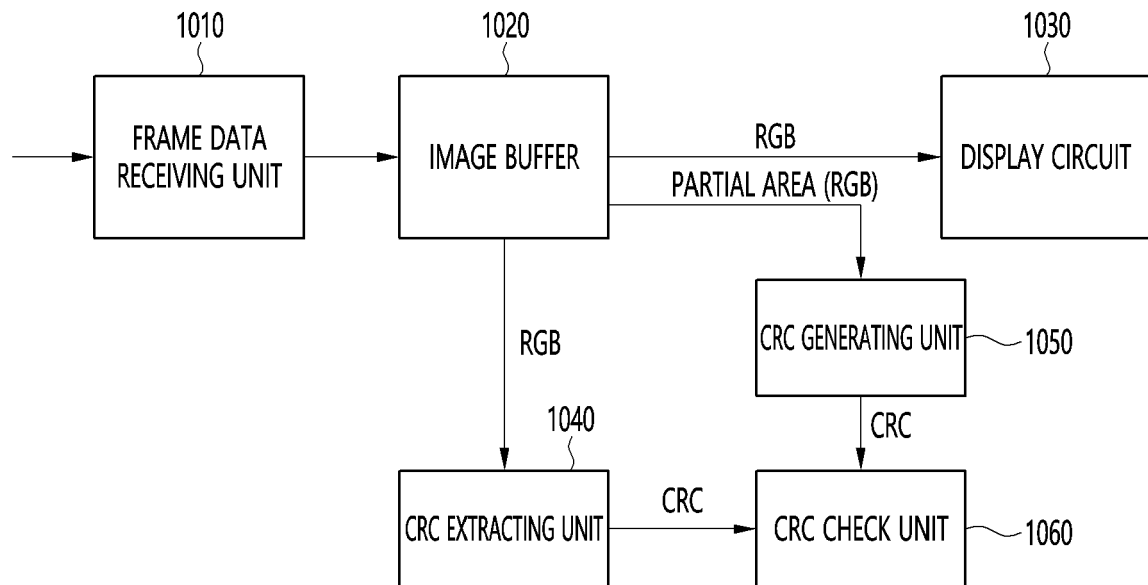 1010
1020
1030
FRAME DATA
RECEIVING UNIT
IMAGE BUFFER
RGB
DISPLAY CIRCUIT
PARTIAL AREA (RGB)
RGB
CRC GENERATING UNIT
1050
1040
CRC
CRC EXTRACTING UNIT
CRC
CRC CHECK UNIT
1060